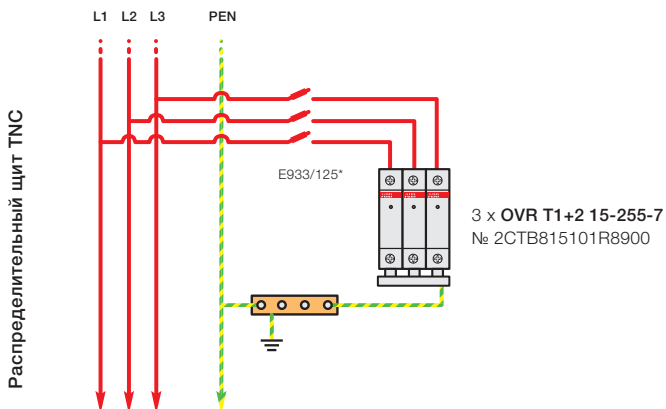 L1 L2 L3 PEN
Распределительный щит TNC
E933/125*
3 x OVR T1+2 15-255-7
№ 2CTB815101R8900